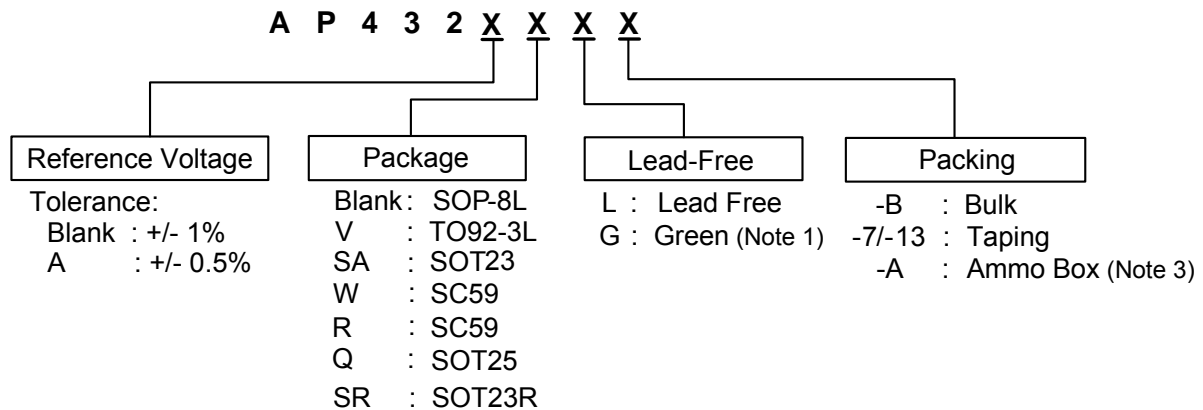 A P 4 3 2 X X X X
Reference Voltage
Tolerance:
Blank : +/- 1%
A : +/- 0.5%
Package
Blank : SOP-8L
V : TO92-3L
SA : SOT23
W : SC59
R : SC59
Q : SOT25
SR : SOT23R
Lead-Free
L : Lead Free
G : Green (Note 1)
Packing
-B : Bulk
-7/-13 : Taping
-A : Ammo Box (Note 3)